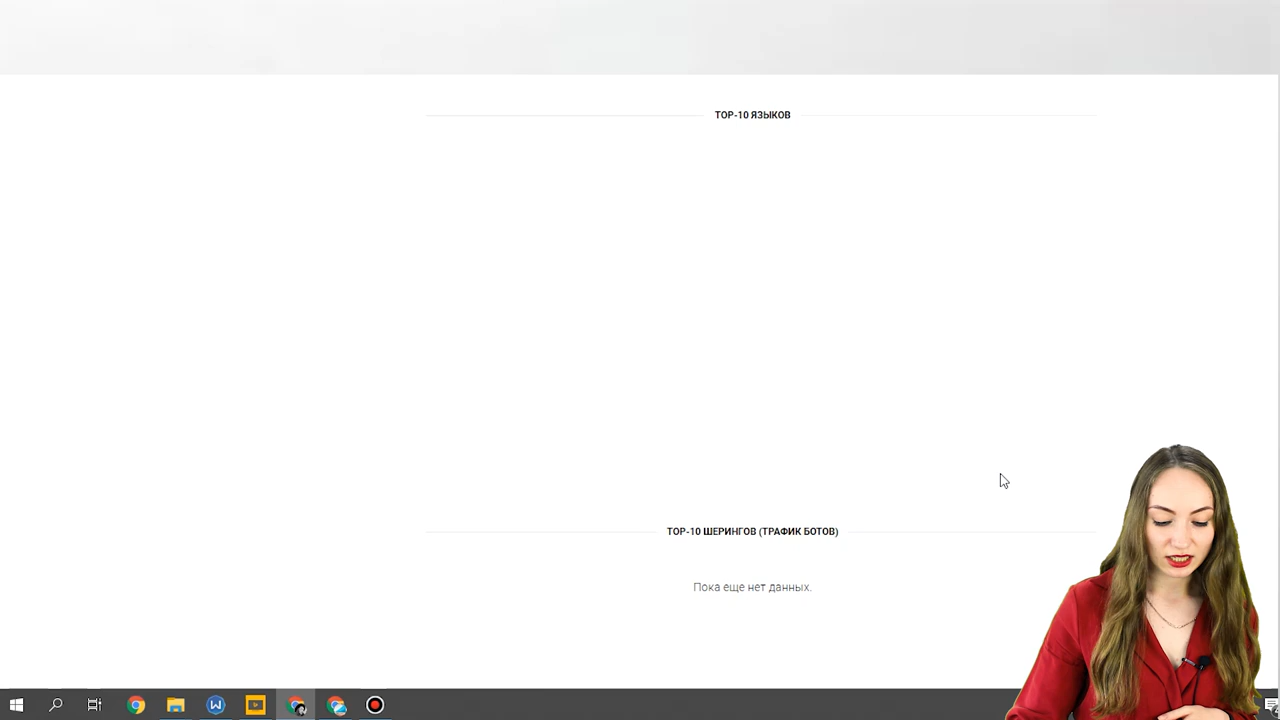 TOP-10 ЯЗЫКОВ
TOP-10 ШЕРИНГОВ (ТРАФИК БОТОВ)
Пока еще нет данных.